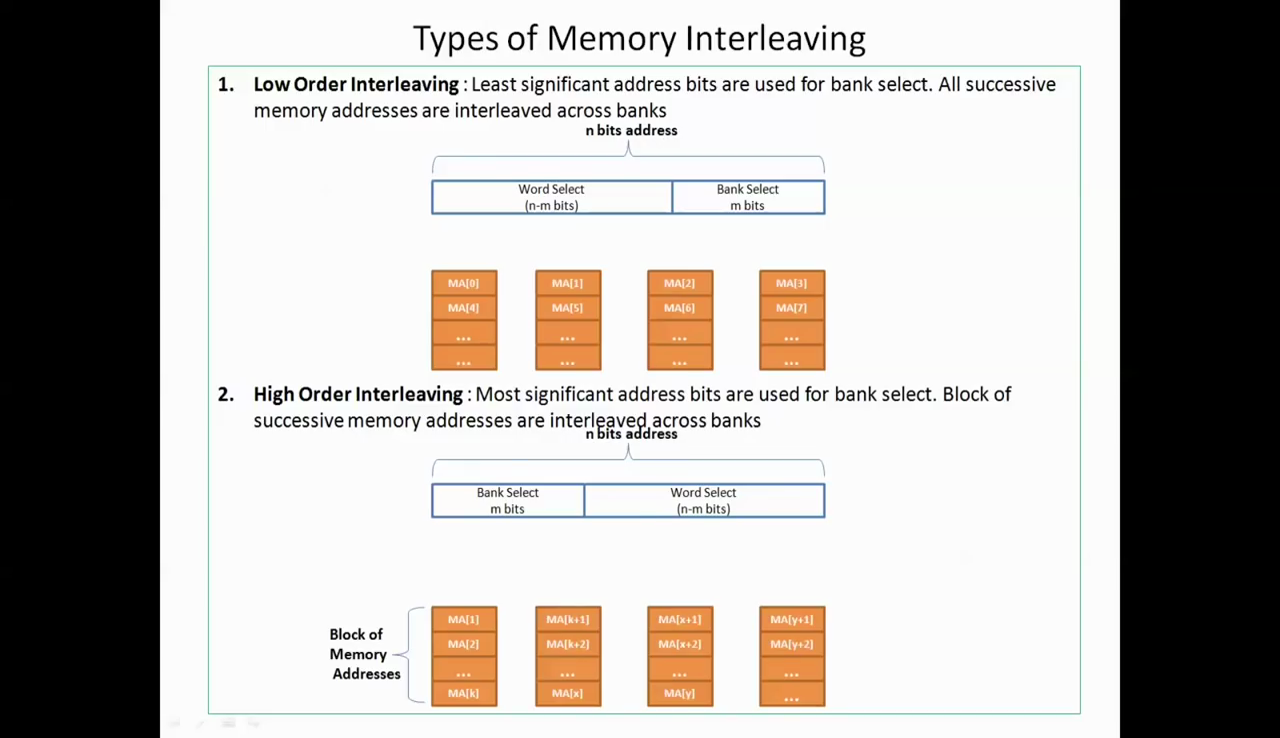 Types of Memory Interleaving
1. Low Order Interleaving : Least significant address bits are used for bank select. All successive
memory addresses are interleaved across banks
n bits address
Word Select
(n-m bits)
Bank Select
m bits
MA[0] MA[1] MA[2] MA[3]
MA[4] MA[5] MA[6] MA[7]
... ... ... ...
... ... ... ...
2. High Order Interleaving : Most significant address bits are used for bank select. Block of
successive memory addresses are interleaved across banks
n bits address
Bank Select
m bits
Word Select
(n-m bits)
Block of
Memory
Addresses
MA[1] MA[k+1] MA[x+1] MA[y+1]
MA[2] MA[k+2] MA[x+2] MA[y+2]
... ... ... ...
MA[k] MA[x] MA[y] ...